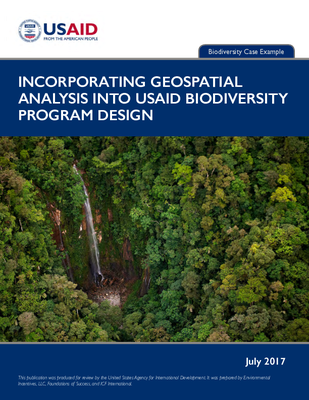 USAID
FROM THE AMERICAN PEOPLE
Biodiversity Case Example
INCORPORATING GEOSPATIAL
ANALYSIS INTO USAID BIODIVERSITY
PROGRAM DESIGN
July 2017
This publication was produced for review by the United States Agency for International Development. It was prepared by Environmental
Incentives, LLC, Foundations of Success, and ICF International.